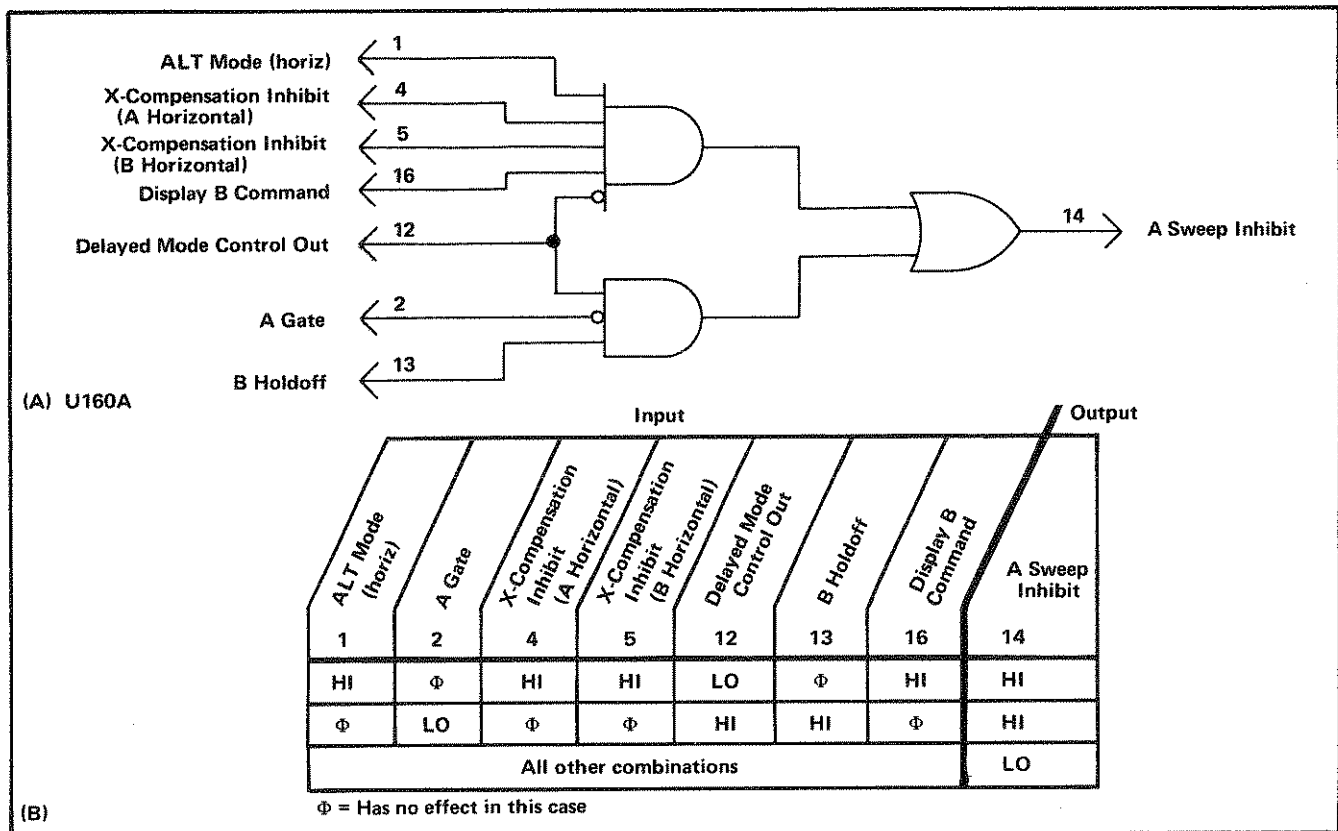 1
ALT Mode (horiz)
X-Compensation Inhibit
(A Horizontal)
4
X-Compensation Inhibit
(B Horizontal)
5
Display B Command
16
Delayed Mode Control Out
12
A Gate
2
B Holdoff
13
14
A Sweep Inhibit
(A) U160A
Input
Output
ALT Mode
(horiz)
A Gate
X-Compensation
Inhibit
(A Horizontal)
X-Compensation
Inhibit
(B Horizontal)
Delayed Mode
Control Out
B Holdoff
Display B
Command
A Sweep
Inhibit
1 2 4 5 12 13 16 14
HI Φ HI HI LO Φ HI HI
Φ LO Φ Φ HI HI Φ HI
All other combinations LO
(B)
Φ = Has no effect in this case